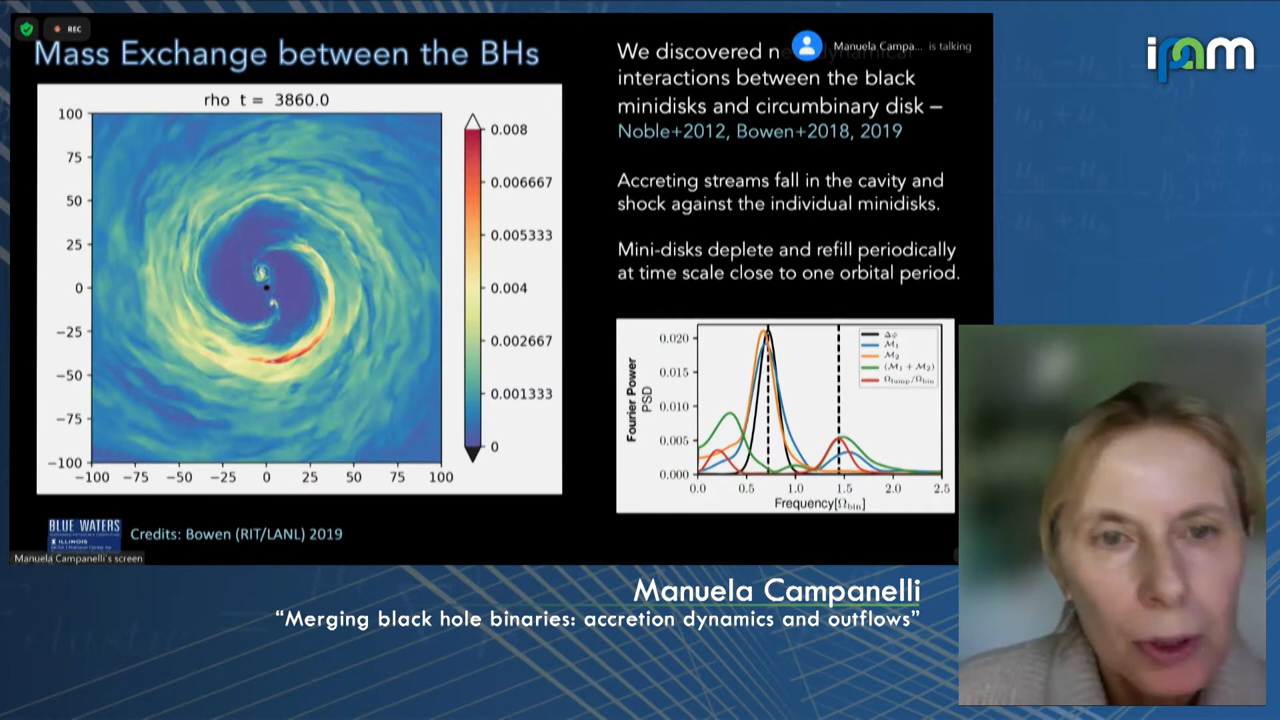 REC
Mass Exchange between the BHs
Manuela Campa... is talking
ipam
We discovered n
interactions between the black
minidisks and circumbinary disk –
Noble+2012, Bowen+2018, 2019
Accreting streams fall in the cavity and
shock against the individual minidisks.
Mini-disks deplete and refill periodically
at time scale close to one orbital period.
rho t = 3860.0
100
75
50
25
0
−25
−50
−75
−100
−100 −75 −50 −25 0 25 50 75 100
0.008
0.006667
0.005333
0.004
0.002667
0.001333
0
Fourier Power
PSD
0.020
0.015
0.010
0.005
0.000
0.0 0.5 1.0 1.5 2.0 2.5
Frequency[Ω_bin]
M₁
M₂
(M₁ + M₂)
Ω_lump/Ω_bin
BLUE WATERS
ILLINOIS
Credits: Bowen (RIT/LANL) 2019
Manuela Campanelli's screen
Manuela Campanelli
“Merging black hole binaries: accretion dynamics and outflows”